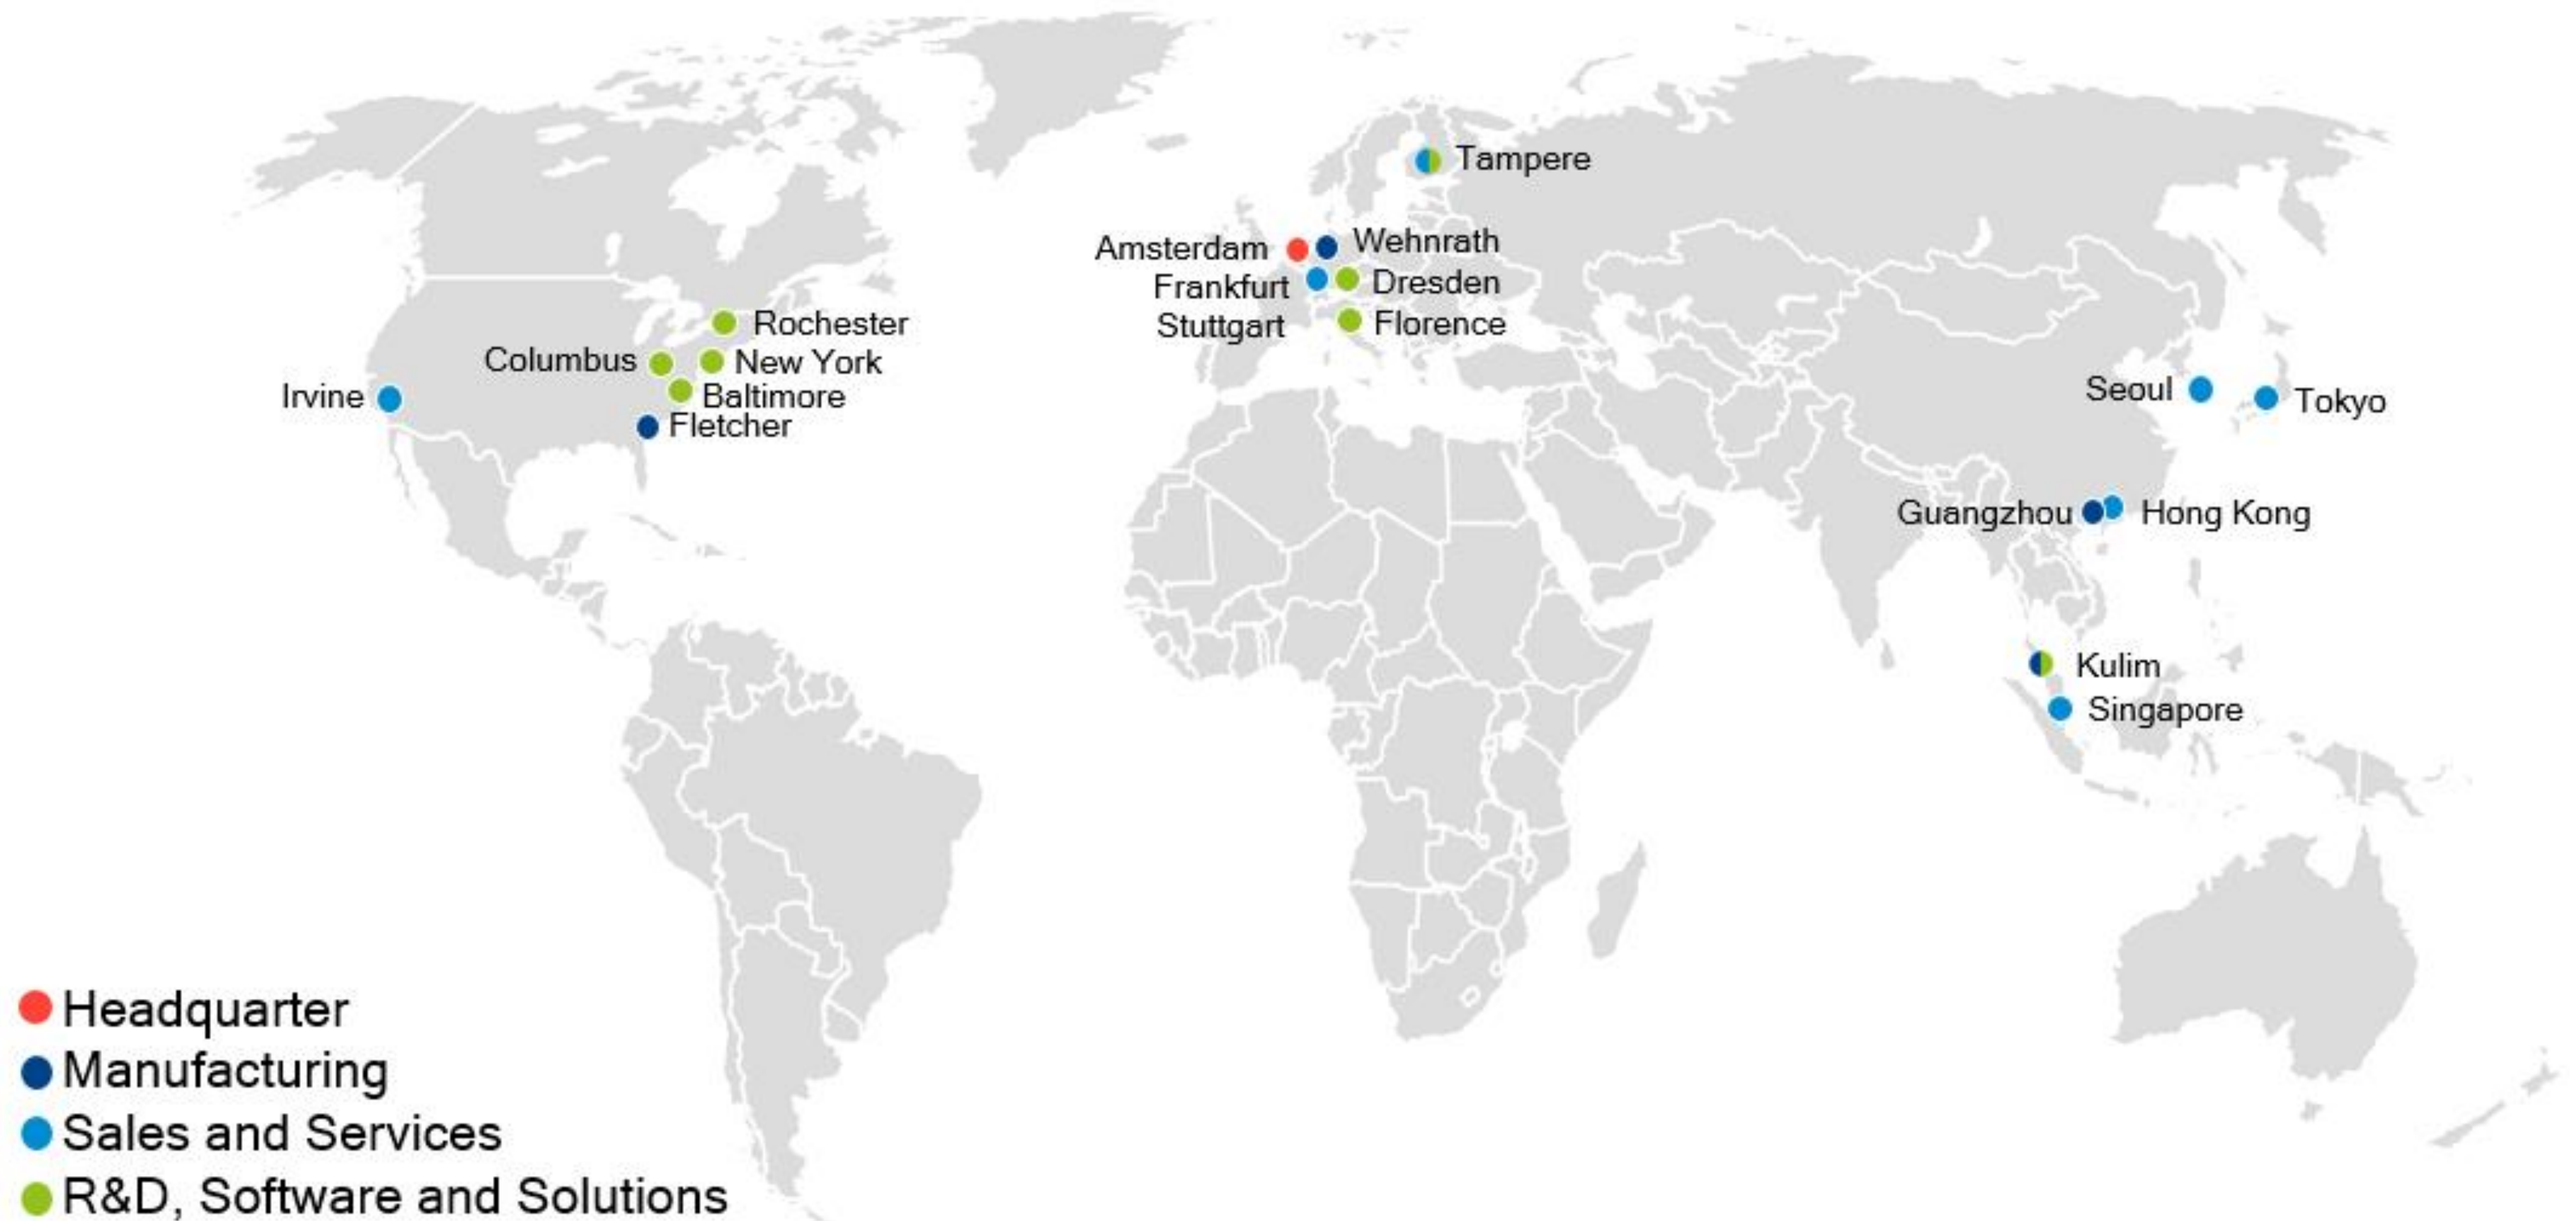 Tampere
Amsterdam
Wehnrath
Frankfurt
Dresden
Stuttgart
Florence
Rochester
Columbus
New York
Irvine
Baltimore
Fletcher
Seoul
Tokyo
Guangzhou
Hong Kong
Kulim
Singapore
Headquarter
Manufacturing
Sales and Services
R&D, Software and Solutions